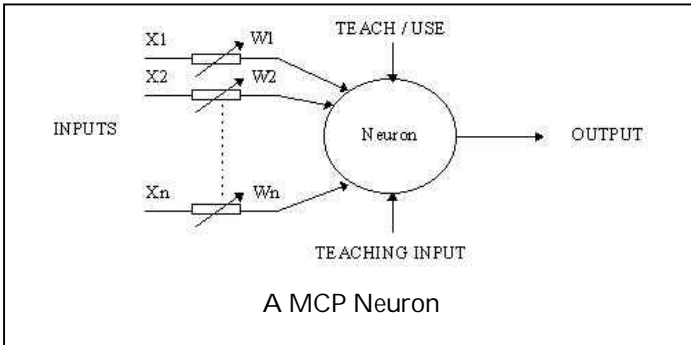 TEACH / USE
X1 W1
X2 W2
INPUTS
Neuron
OUTPUT
Xn Wn
TEACHING INPUT
A MCP Neuron